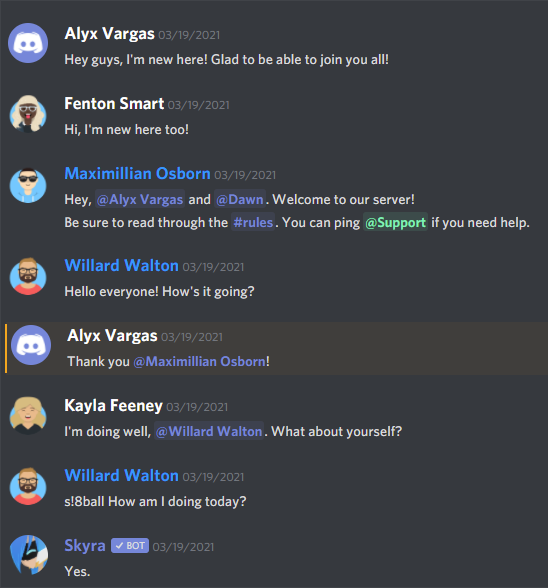 Alyx Vargas 03/19/2021
Hey guys, I'm new here! Glad to be able to join you all!
Fenton Smart 03/19/2021
Hi, I'm new here too!
Maximillian Osborn 03/19/2021
Hey, @Alyx Vargas and @Dawn. Welcome to our server!
Be sure to read through the #rules. You can ping @Support if you need help.
Willard Walton 03/19/2021
Hello everyone! How's it going?
Alyx Vargas 03/19/2021
Thank you @Maximillian Osborn!
Kayla Feeney 03/19/2021
I'm doing well, @Willard Walton. What about yourself?
Willard Walton 03/19/2021
s!8ball How am I doing today?
Skyra BOT 03/19/2021
Yes.